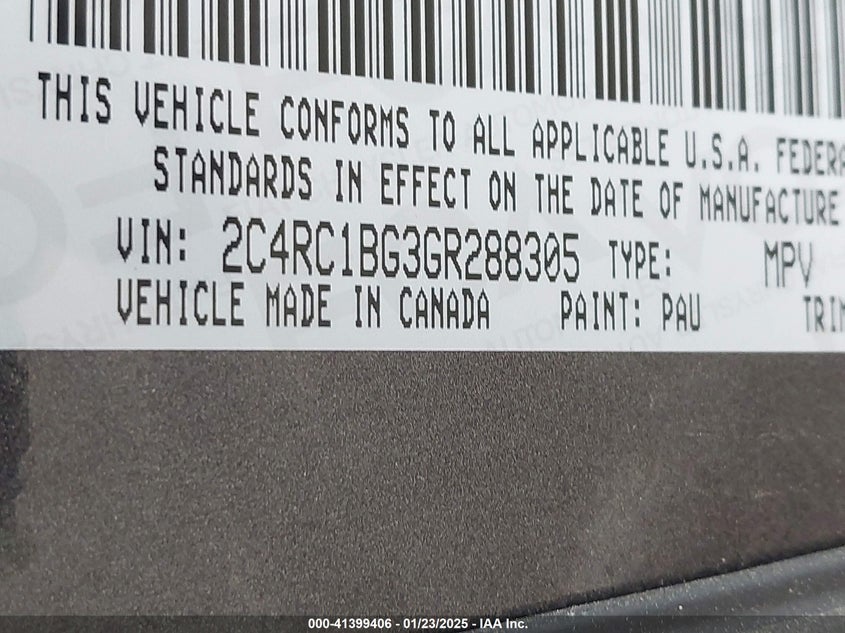 THIS VEHICLE CONFORMS TO ALL APPLICABLE U.S.A. FEDERA
STANDARDS IN EFFECT ON THE DATE OF MANUFACTURE
VIN: 2C4RC1BG3GR288305 TYPE: MPV
VEHICLE MADE IN CANADA PAINT: PAU TRIM
000-41399406 - 01/23/2025 - IAA Inc.